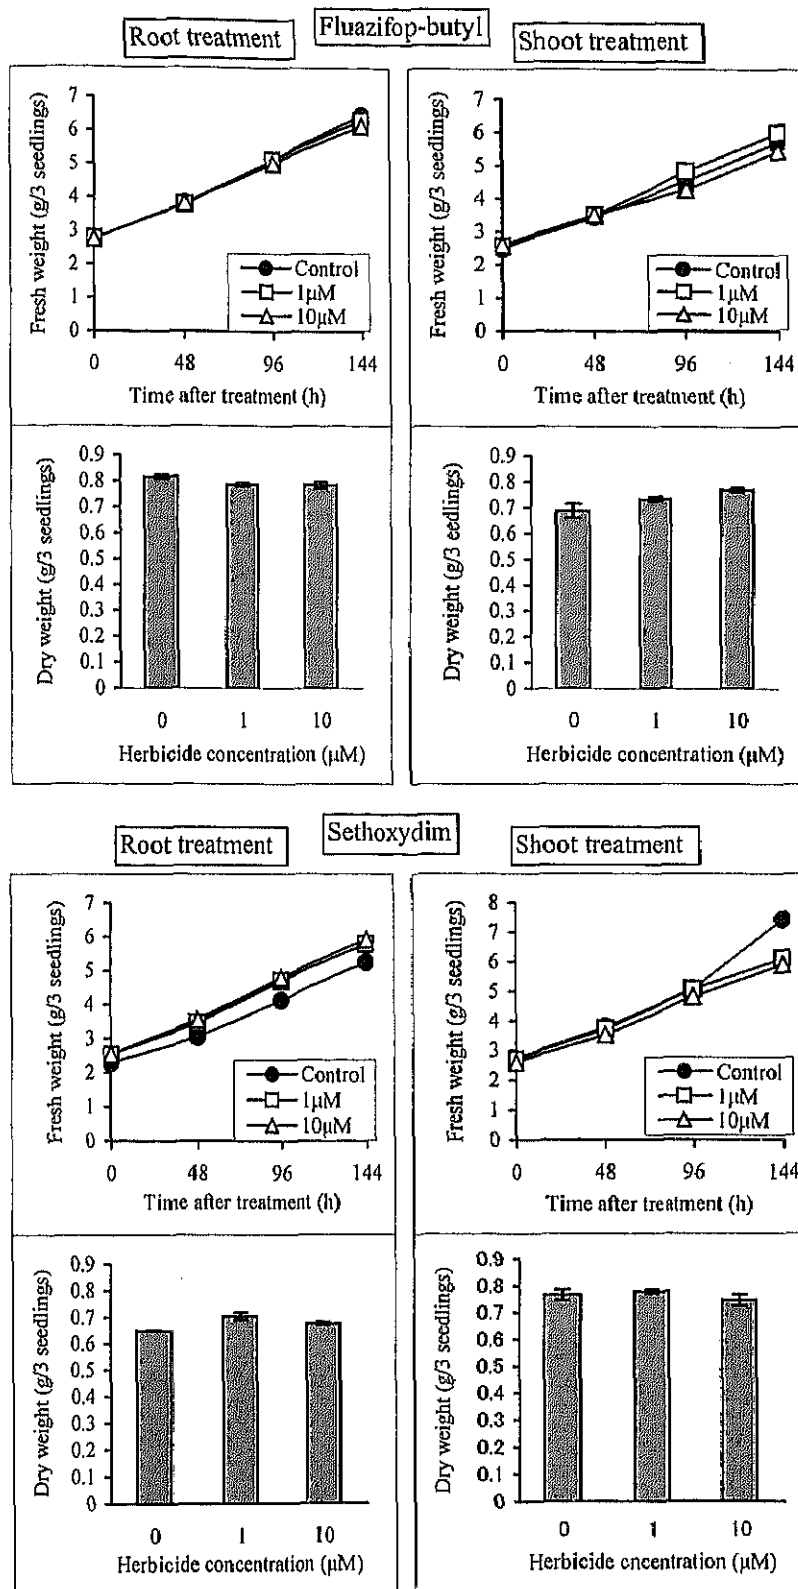 Fluazifop-butyl
Root treatment
Shoot treatment
7
6
5
4
3
2
1
0
Fresh weight (g/3 seedlings)
Control
1µM
10µM
0 48 96 144
Time after treatment (h)
7
6
5
4
3
2
1
0
Fresh weight (g/3 seedlings)
Control
1µM
10µM
0 48 96 144
Time after treatment (h)
0.9
0.8
0.7
0.6
0.5
0.4
0.3
0.2
0.1
0
Dry weight (g/3 seedlings)
0 1 10
Herbicide concentration (µM)
0.9
0.8
0.7
0.6
0.5
0.4
0.3
0.2
0.1
0
Dry weight (g/3 eedlings)
0 1 10
Herbicide concentration (µM)
Sethoxydim
Root treatment
Shoot treatment
7
6
5
4
3
2
1
0
Fresh weight (g/3 seedlings)
Control
1µM
10µM
0 48 96 144
Time after treatment (h)
8
7
6
5
4
3
2
1
0
Fresh weight (g/3 seedlings)
Control
1µM
10µM
0 48 96 144
Time after treatment (h)
0.9
0.8
0.7
0.6
0.5
0.4
0.3
0.2
0.1
0
Dry weight (g/3 seedlings)
0 1 10
Herbicide concentration (µM)
0.9
0.8
0.7
0.6
0.5
0.4
0.3
0.2
0.1
0
Dry weight (g/3 seedlings)
0 1 10
Herbicide cncentration (µM)